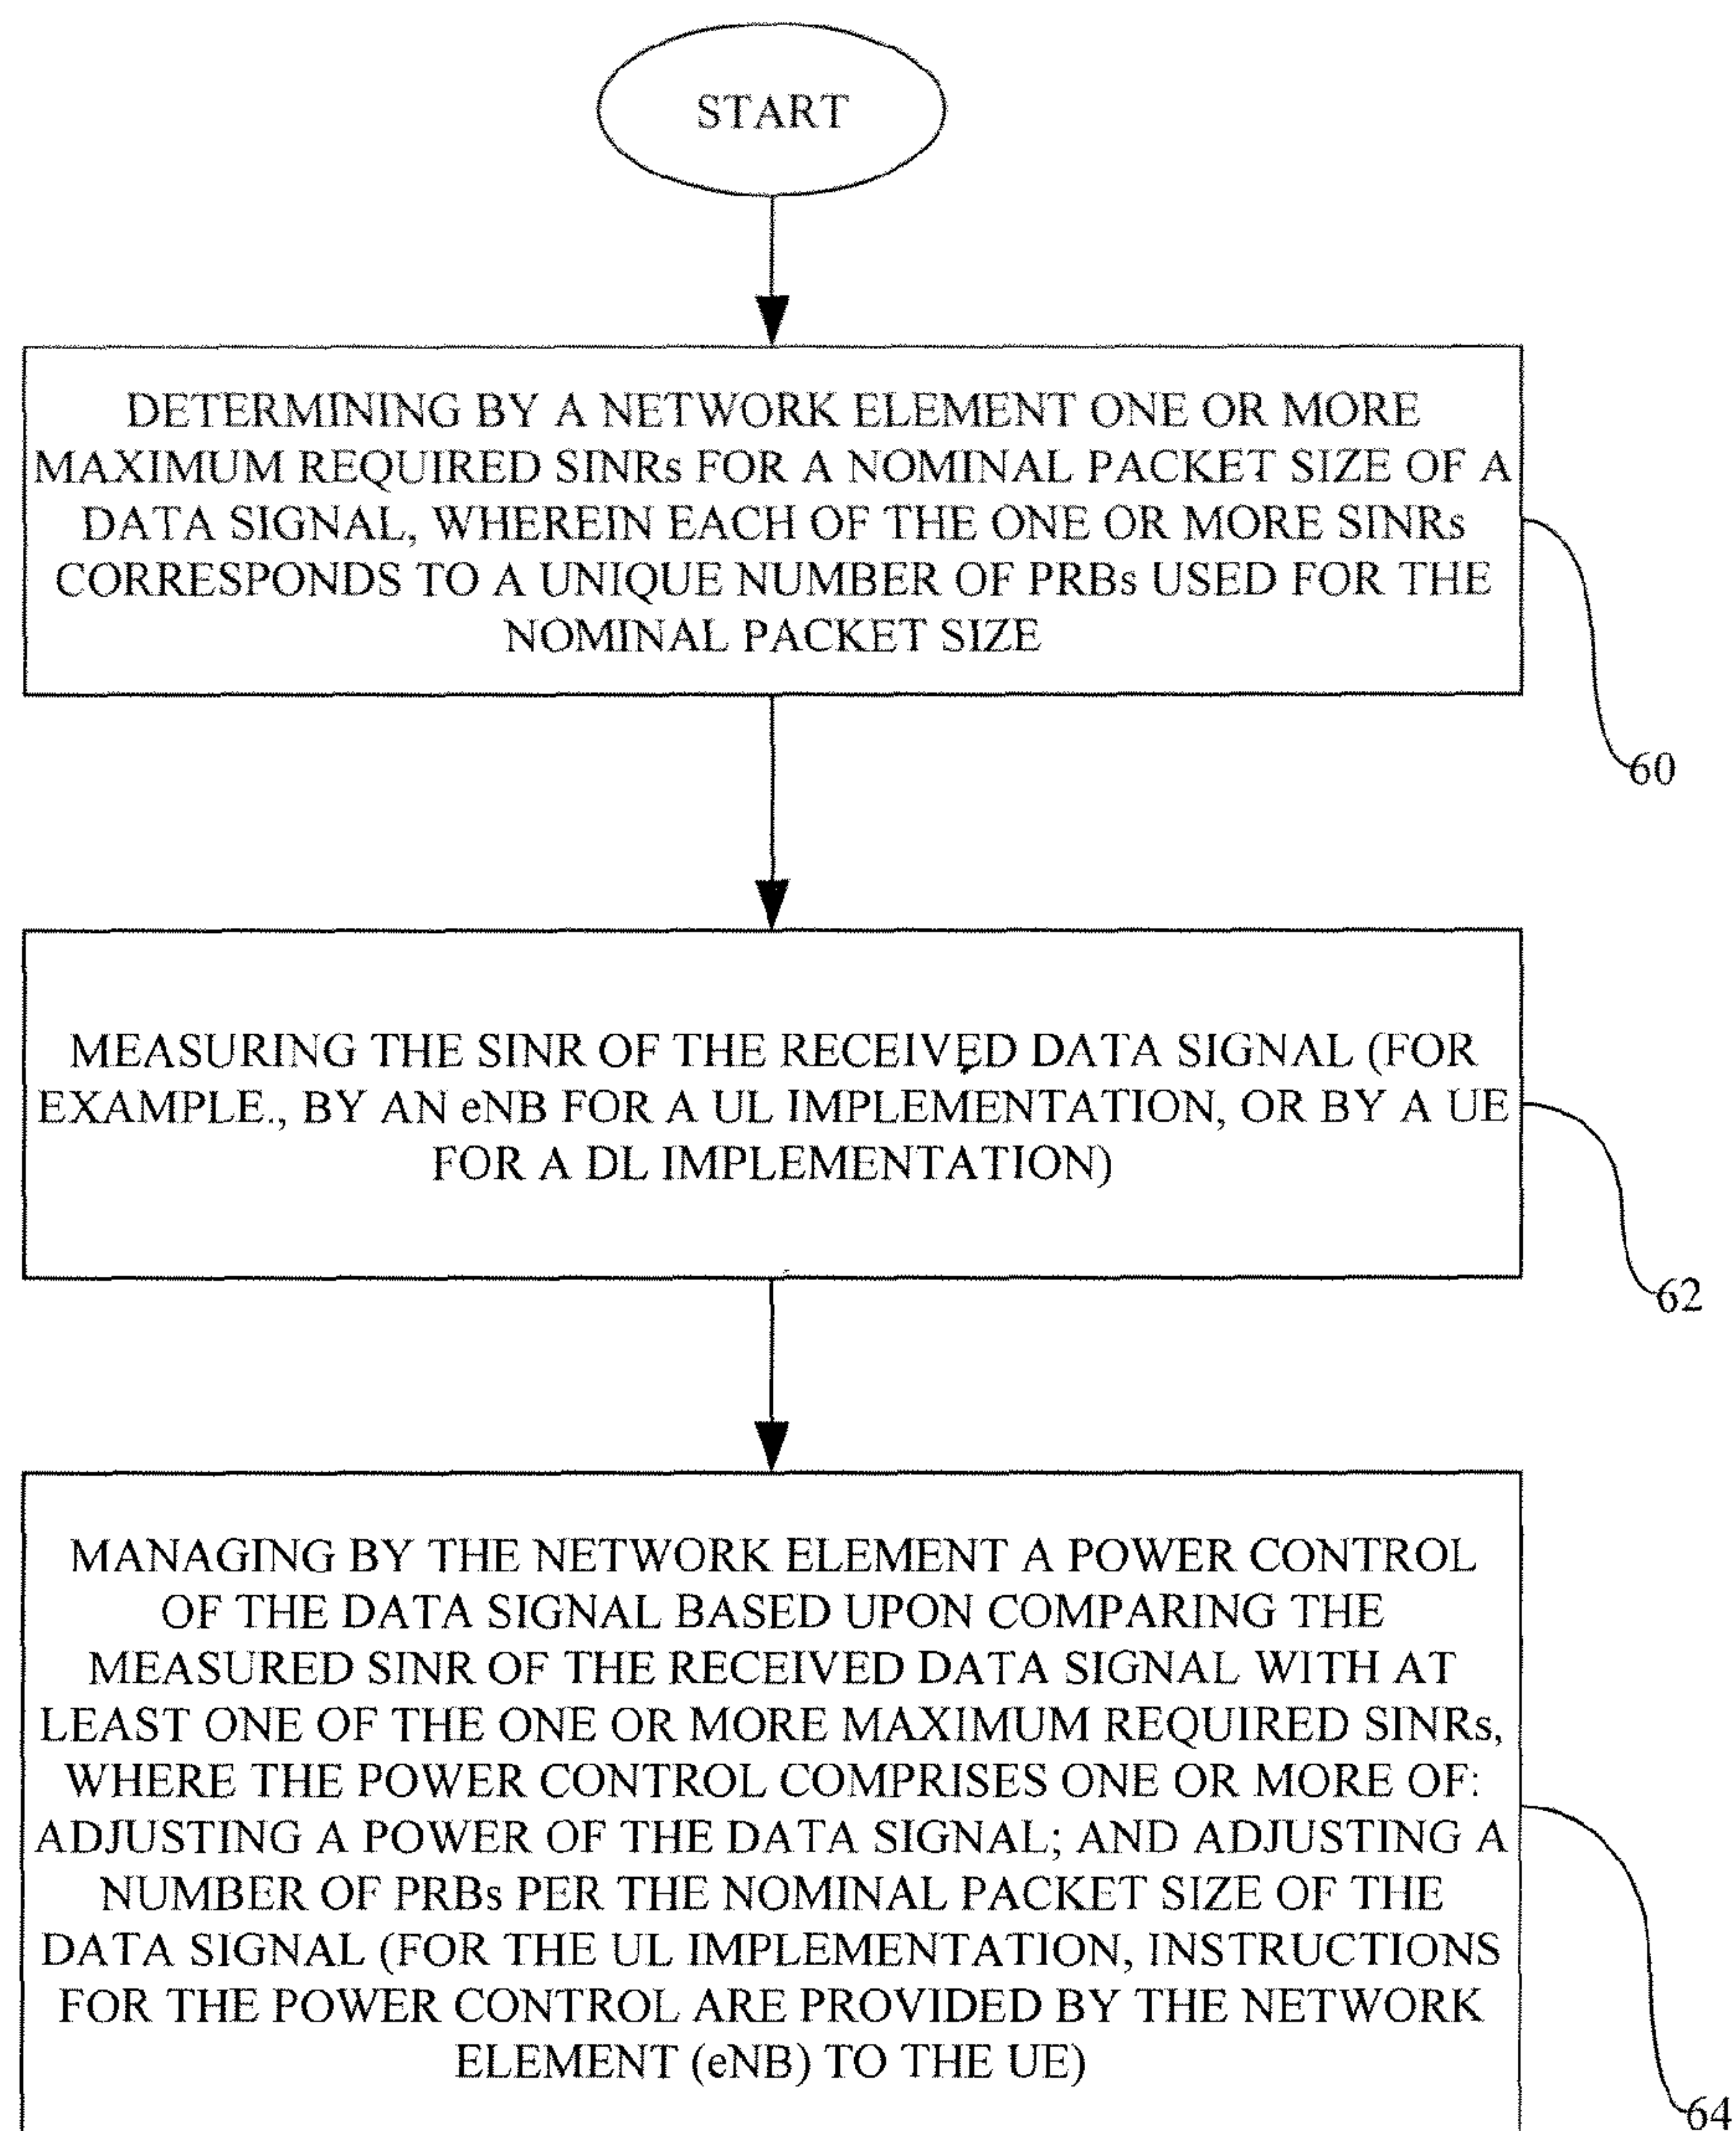 START
DETERMINING BY A NETWORK ELEMENT ONE OR MORE
MAXIMUM REQUIRED SINRs FOR A NOMINAL PACKET SIZE OF A
DATA SIGNAL, WHEREIN EACH OF THE ONE OR MORE SINRs
CORRESPONDS TO A UNIQUE NUMBER OF PRBs USED FOR THE
NOMINAL PACKET SIZE
60
MEASURING THE SINR OF THE RECEIVED DATA SIGNAL (FOR
EXAMPLE., BY AN eNB FOR A UL IMPLEMENTATION, OR BY A UE
FOR A DL IMPLEMENTATION)
62
MANAGING BY THE NETWORK ELEMENT A POWER CONTROL
OF THE DATA SIGNAL BASED UPON COMPARING THE
MEASURED SINR OF THE RECEIVED DATA SIGNAL WITH AT
LEAST ONE OF THE ONE OR MORE MAXIMUM REQUIRED SINRs,
WHERE THE POWER CONTROL COMPRISES ONE OR MORE OF:
ADJUSTING A POWER OF THE DATA SIGNAL; AND ADJUSTING A
NUMBER OF PRBs PER THE NOMINAL PACKET SIZE OF THE
DATA SIGNAL (FOR THE UL IMPLEMENTATION, INSTRUCTIONS
FOR THE POWER CONTROL ARE PROVIDED BY THE NETWORK
ELEMENT (eNB) TO THE UE)
64